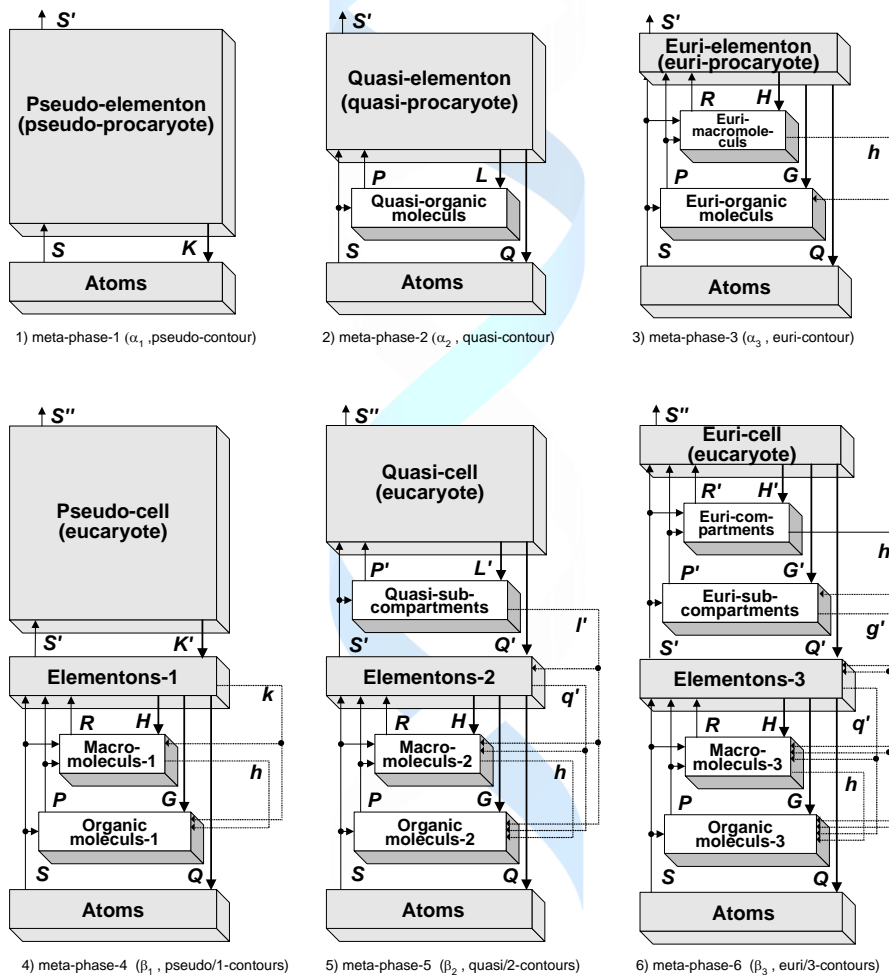 S'
Pseudo-elementon
(pseudo-procaryote)
S
K
Atoms
1) meta-phase-1 (α1 ,pseudo-contour)
S'
Quasi-elementon
(quasi-procaryote)
P
L
Quasi-organic
moleculs
S
Q
Atoms
2) meta-phase-2 (α2 , quasi-contour)
S'
Euri-elementon
(euri-procaryote)
R
H
Euri-
macromole-
culs
h
P
G
Euri-organic
moleculs
S
Q
Atoms
3) meta-phase-3 (α3 , euri-contour)
S''
Pseudo-cell
(eucaryote)
S'
K'
Elementons-1
k
R
H
Macro-
moleculs-1
h
P
G
Organic
moleculs-1
S
Q
Atoms
4) meta-phase-4 (β1 , pseudo/1-contours)
S''
Quasi-cell
(eucaryote)
P'
L'
Quasi-sub-
compartments
l'
S'
Q'
Elementons-2
q'
R
H
Macro-
moleculs-2
h
P
G
Organic
moleculs-2
S
Q
Atoms
5) meta-phase-5 (β2 , quasi/2-contours)
S''
Euri-cell
(eucaryote)
R'
H'
Euri-com-
partments
h
P'
G'
Euri-sub-
compartments
g'
S'
Q'
Elementons-3
q'
R
H
Macro-
moleculs-3
h
P
G
Organic
moleculs-3
S
Q
Atoms
6) meta-phase-6 (β3 , euri/3-contours)